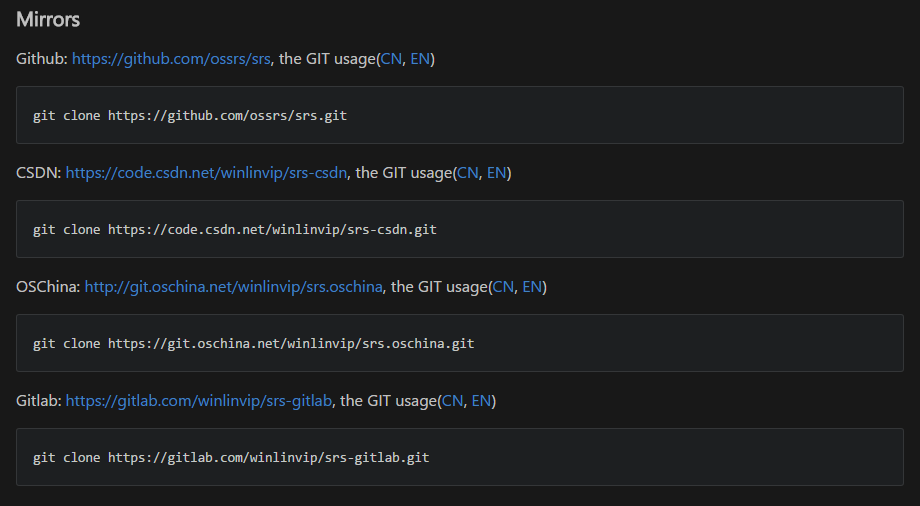 Mirrors
Github: https://github.com/ossrs/srs, the GIT usage(CN, EN)
git clone https://github.com/ossrs/srs.git
CSDN: https://code.csdn.net/winlinvip/srs-csdn, the GIT usage(CN, EN)
git clone https://code.csdn.net/winlinvip/srs-csdn.git
OSChina: http://git.oschina.net/winlinvip/srs.oschina, the GIT usage(CN, EN)
git clone https://git.oschina.net/winlinvip/srs.oschina.git
Gitlab: https://gitlab.com/winlinvip/srs-gitlab, the GIT usage(CN, EN)
git clone https://gitlab.com/winlinvip/srs-gitlab.git